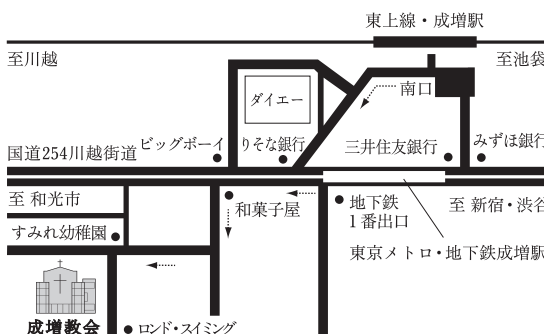 東上線・成増駅
至川越
至池袋
南口
ダイエー
ビッグボーイ
りそな銀行
三井住友銀行
みずほ銀行
国道254川越街道
至 和光市
和菓子屋
地下鉄
1番出口
至 新宿・渋谷
すみれ幼稚園
東京メトロ・地下鉄成増駅
成増教会
ロンド・スイミング